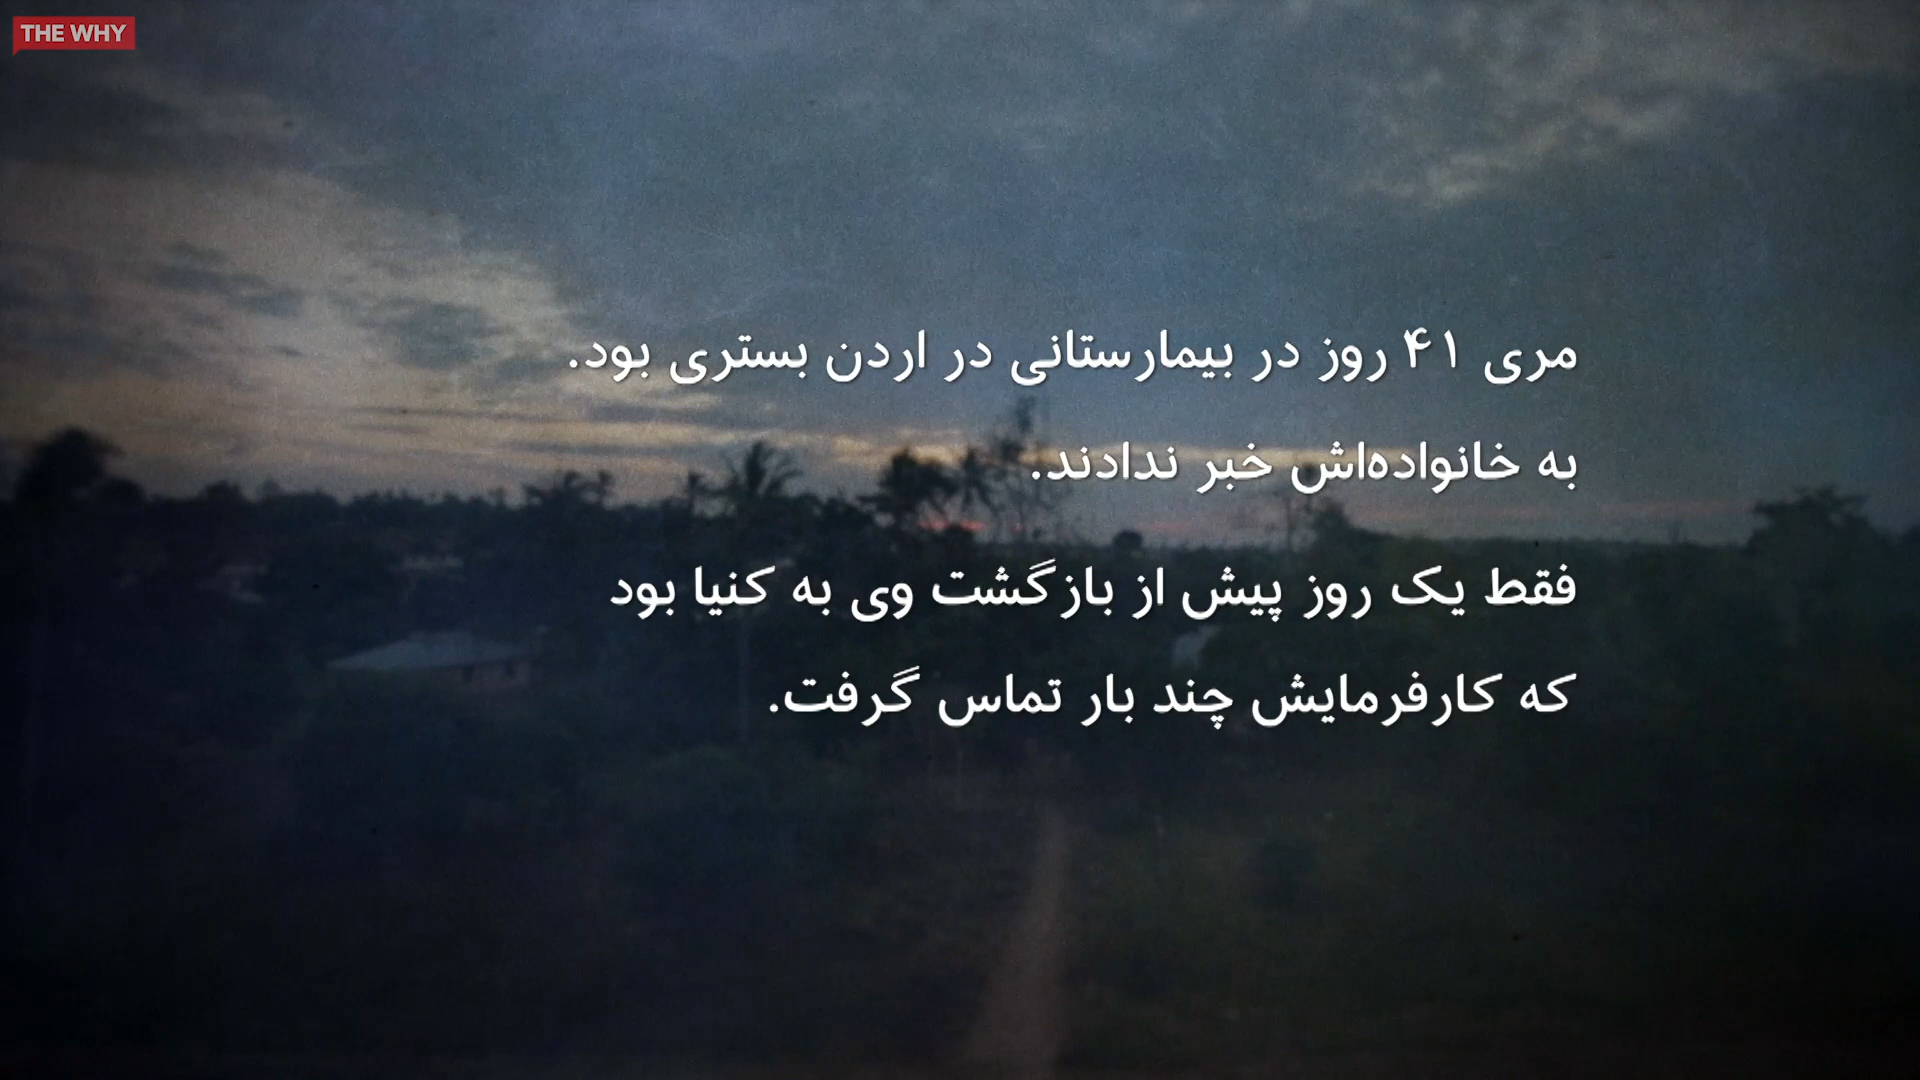 THE WHY
مری ۴۱ روز در بیمارستانی در اردن بستری بود.
به خانواده‌اش خبر ندادند.
فقط یک روز پیش از بازگشت وی به کنیا بود
که کارفرمایش چند بار تماس گرفت.